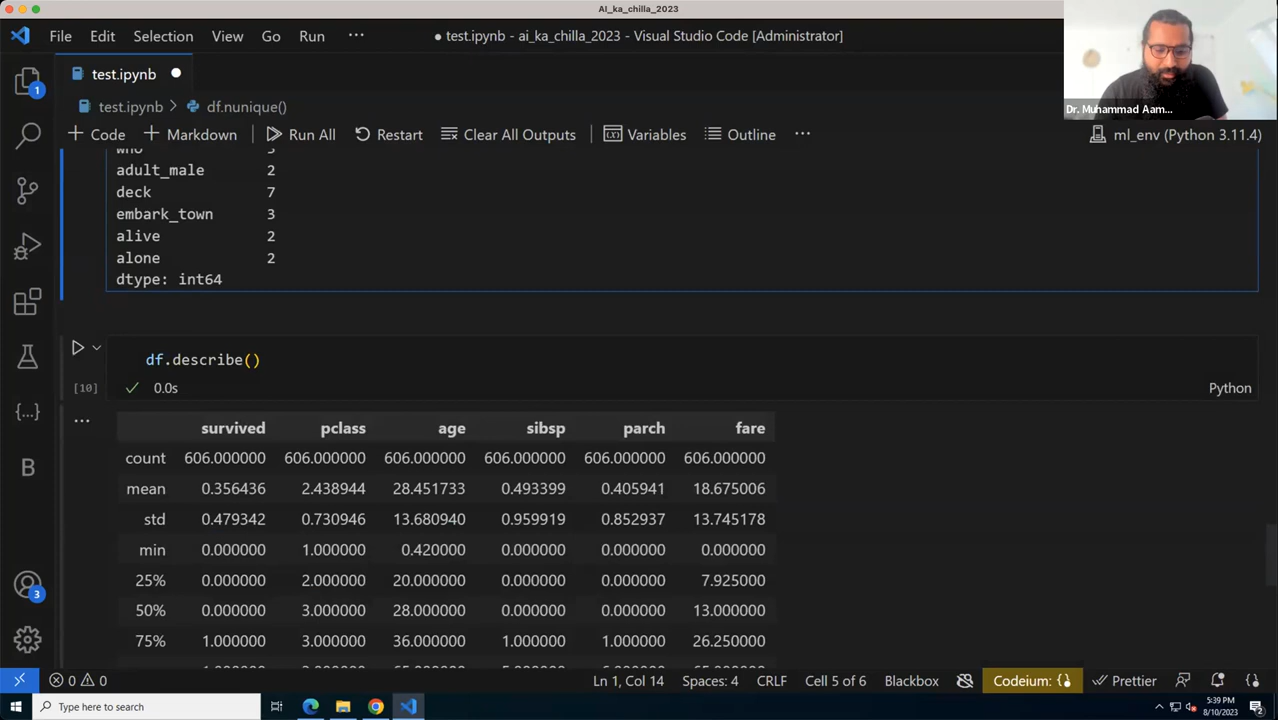 AI_ka_chilla_2023
File Edit Selection View Go Run ···
● test.ipynb - ai_ka_chilla_2023 - Visual Studio Code [Administrator]
test.ipynb
test.ipynb > df.nunique()
+ Code + Markdown Run All Restart Clear All Outputs Variables Outline ···
ml_env (Python 3.11.4)
Dr. Muhammad Aam...
1
who 3
adult_male 2
deck 7
embark_town 3
alive 2
alone 2
dtype: int64
df.describe()
[10] 0.0s Python
survived pclass age sibsp parch fare
count 606.000000 606.000000 606.000000 606.000000 606.000000 606.000000
mean 0.356436 2.438944 28.451733 0.493399 0.405941 18.675006
std 0.479342 0.730946 13.680940 0.959919 0.852937 13.745178
min 0.000000 1.000000 0.420000 0.000000 0.000000 0.000000
25% 0.000000 2.000000 20.000000 0.000000 0.000000 7.925000
50% 0.000000 3.000000 28.000000 0.000000 0.000000 13.000000
75% 1.000000 3.000000 36.000000 1.000000 1.000000 26.250000
B
3
0 0 Ln 1, Col 14 Spaces: 4 CRLF Cell 5 of 6 Blackbox Codeium: {} Prettier
Type here to search
5:39 PM
8/10/2023
2